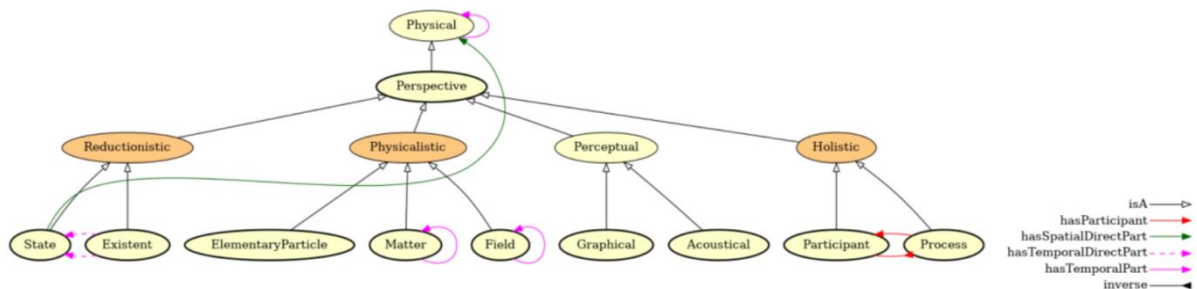 Physical
Perspective
Reductionistic
Physicalistic
Perceptual
Holistic
State
Existent
ElementaryParticle
Matter
Field
Graphical
Acoustical
Participant
Process
isA
hasParticipant
hasSpatialDirectPart
hasTemporalDirectPart
hasTemporalPart
inverse